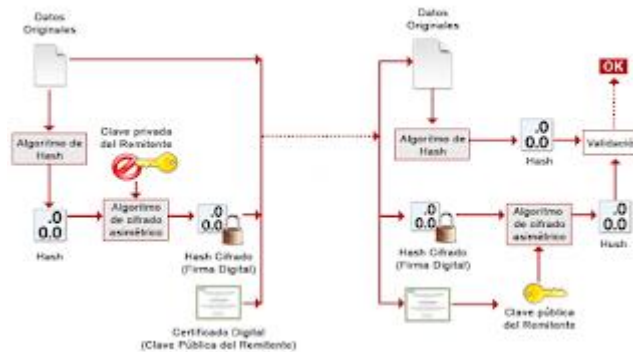 Datos
Originales
Algoritmo de
Hash
Clave privada
del Remitente
.0
0.0
Hash
Algoritmo
de cifrado
asimétrico
.0
0.0
Hash Cifrado
(Firma Digital)
Certificado Digital
(Clave Pública del Remitente)
Datos
Originales
Algoritmo de
Hash
.0
0.0
Hash
OK
Validació
.0
0.0
Hash Cifrado
(Firma Digital)
Algoritmo
de cifrado
asimétrico
.0
0.0
Hush
Clave pública
del Remitente